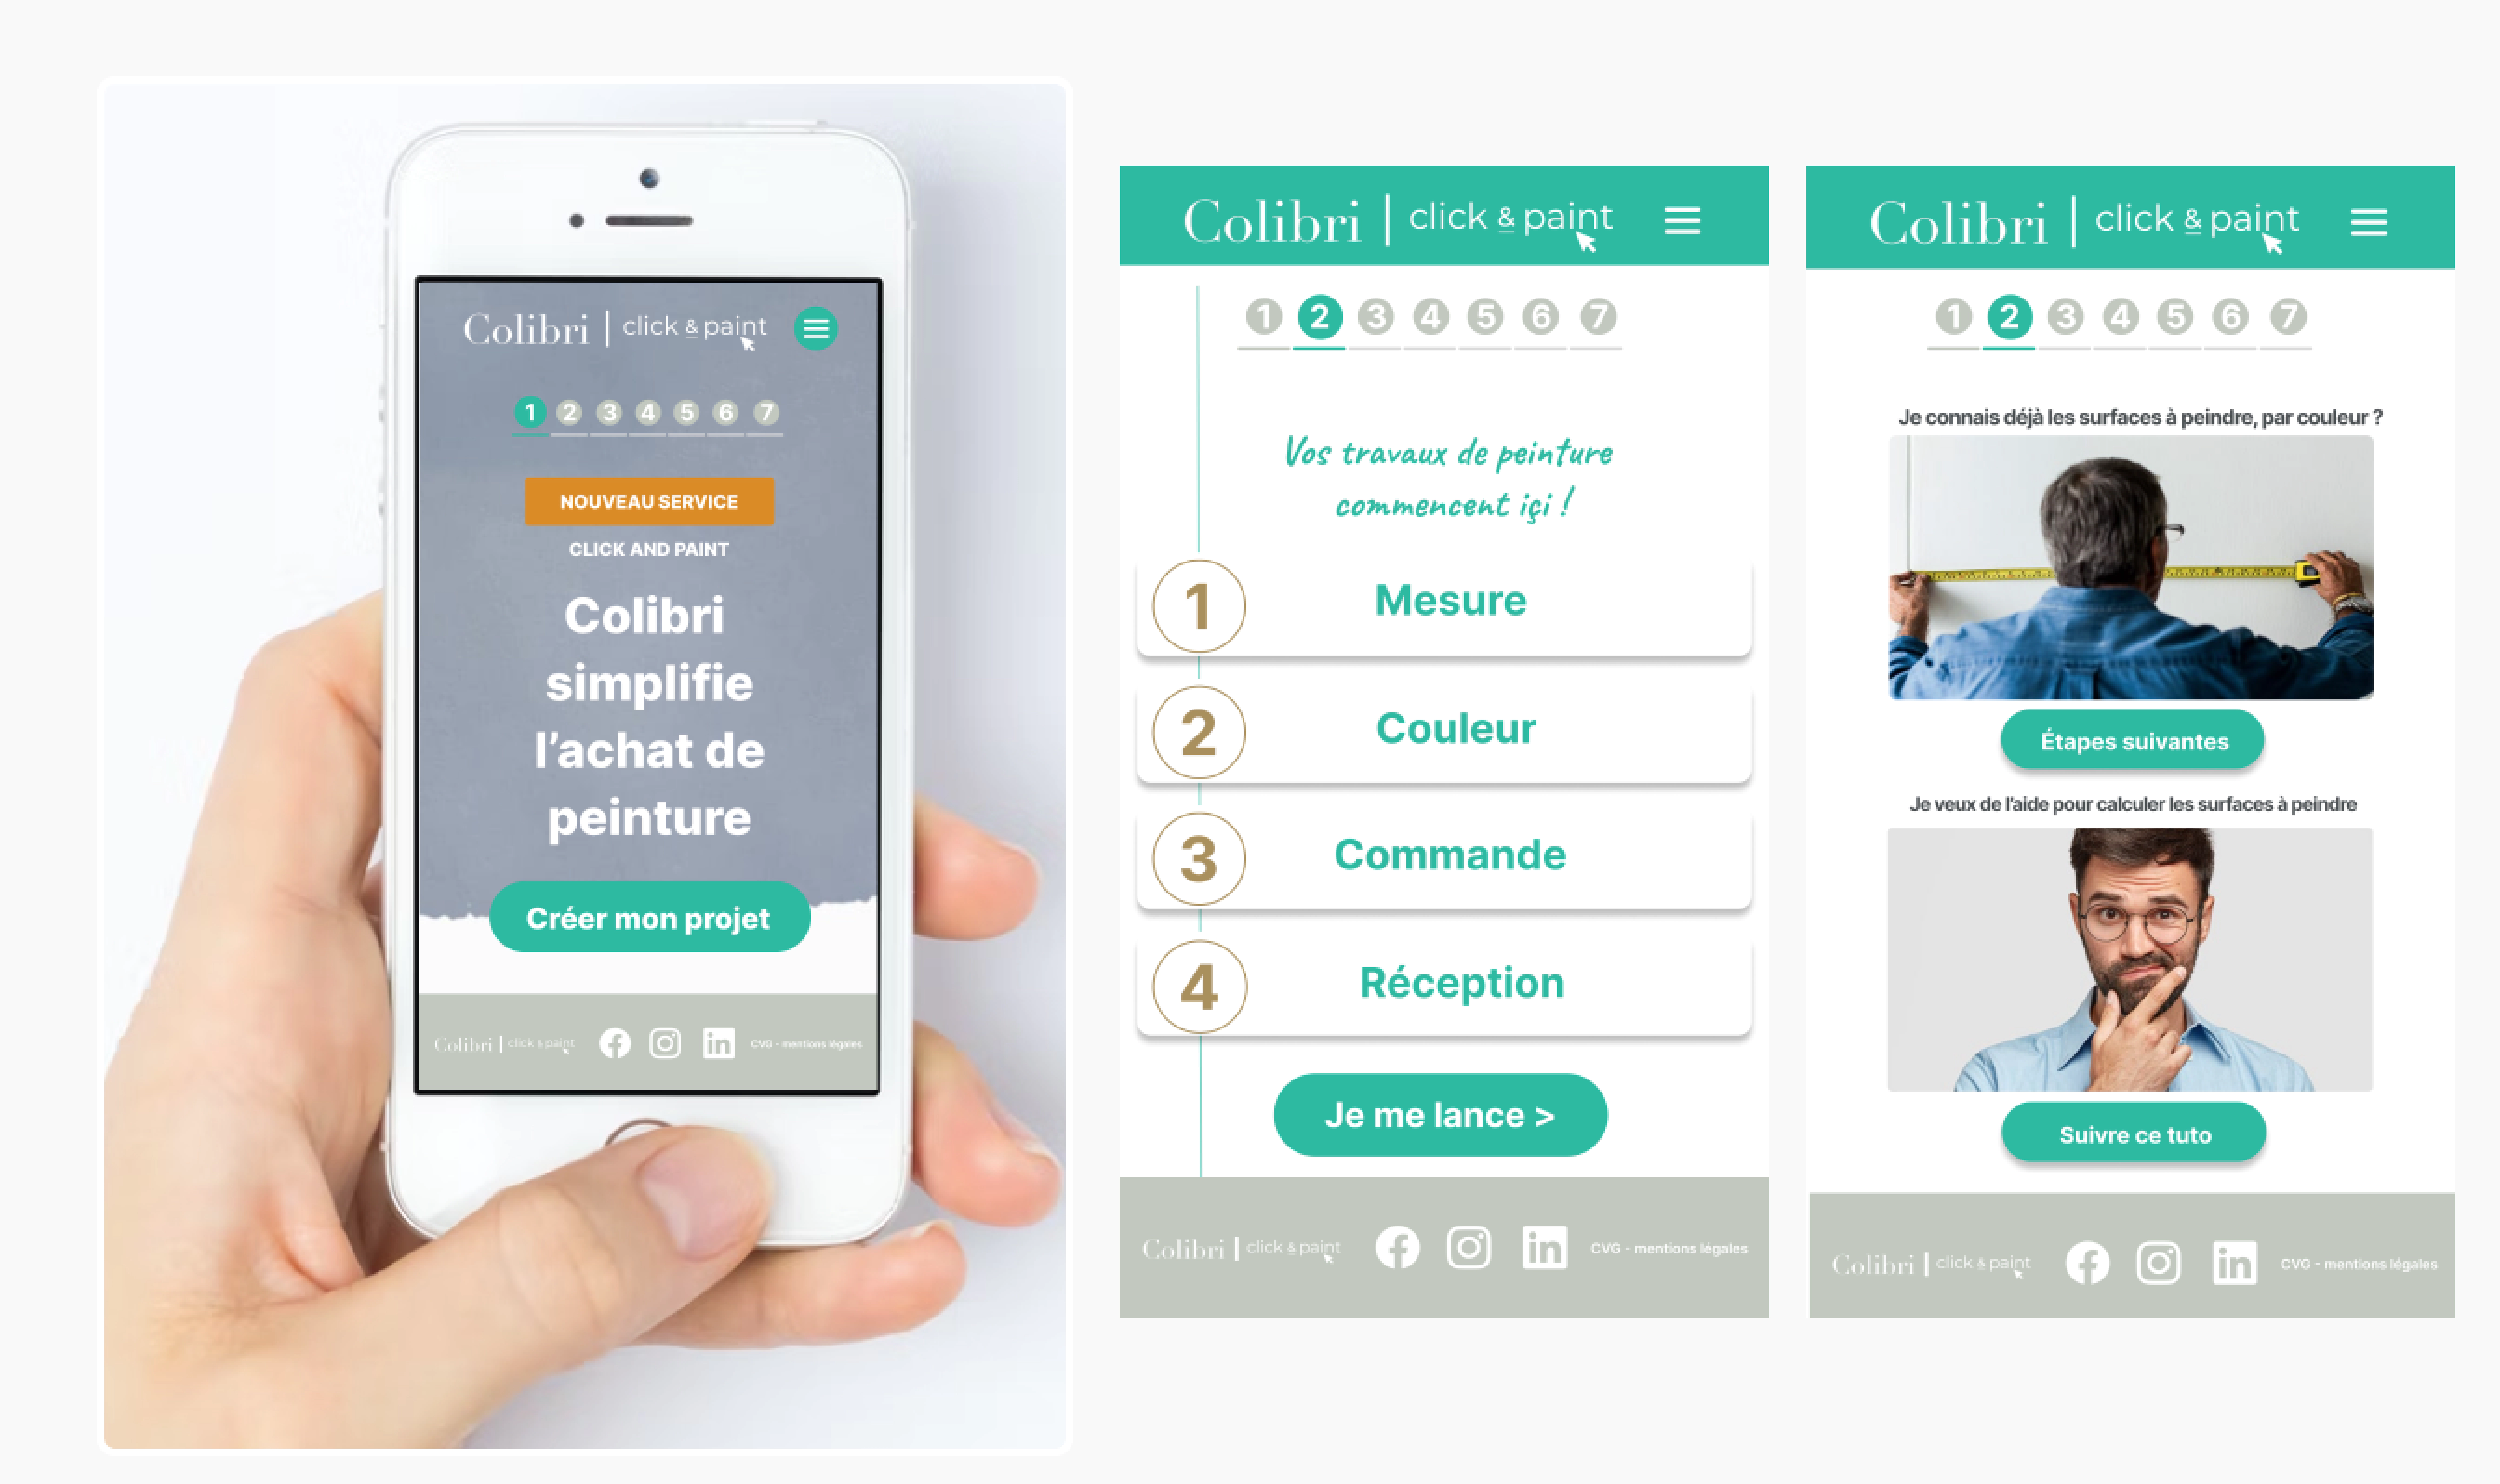 Colibri | click & paint
1 2 3 4 5 6 7
NOUVEAU SERVICE
CLICK AND PAINT
Colibri
simplifie
l'achat de
peinture
Créer mon projet
Colibri | click & paint
CVG - mentions légales
Colibri | click & paint
1 2 3 4 5 6 7
Vos travaux de peinture
commencent içi !
1 Mesure
2 Couleur
3 Commande
4 Réception
Je me lance >
Colibri | click & paint
in
CVG - mentions légales
Colibri | click & paint
1 2 3 4 5 6 7
Je connais déjà les surfaces à peindre, par couleur ?
Étapes suivantes
Je veux de l'aide pour calculer les surfaces à peindre
Suivre ce tuto
Colibri | click & paint
in
CVG - mentions légales